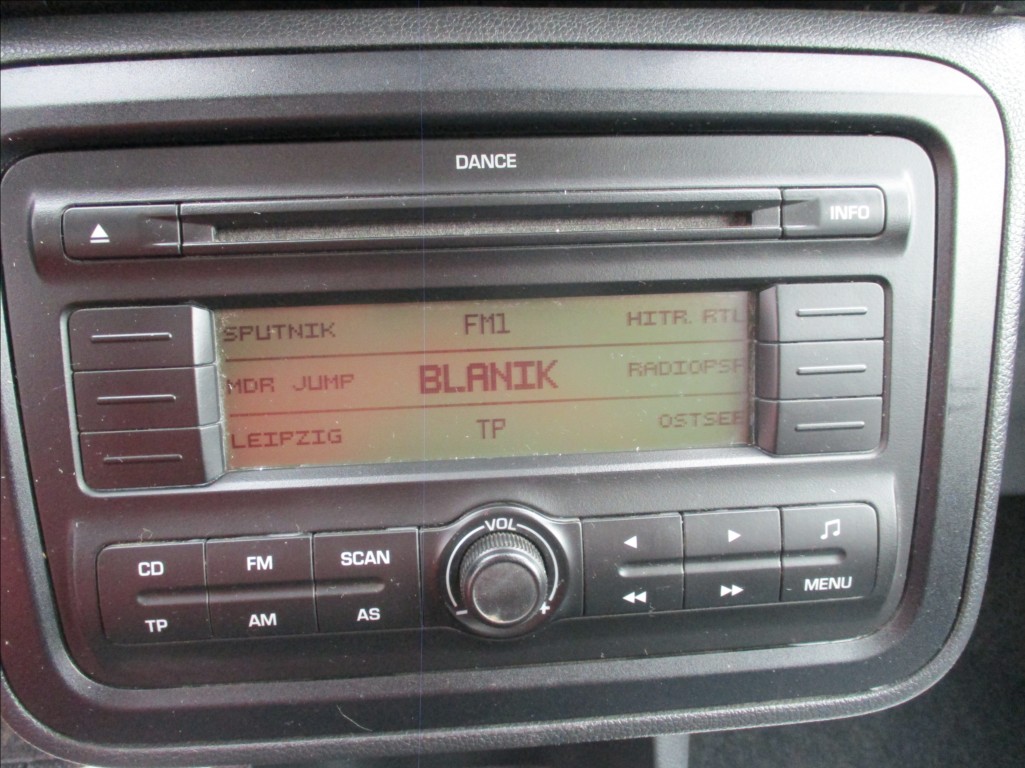 DANCE
INFO
SPUTNIK FM1 HITR. RTL
MDR JUMP BLANIK
LEIPZIG TP OSTSEE
VOL
- +
CD FM SCAN
TP AM AS
MENU